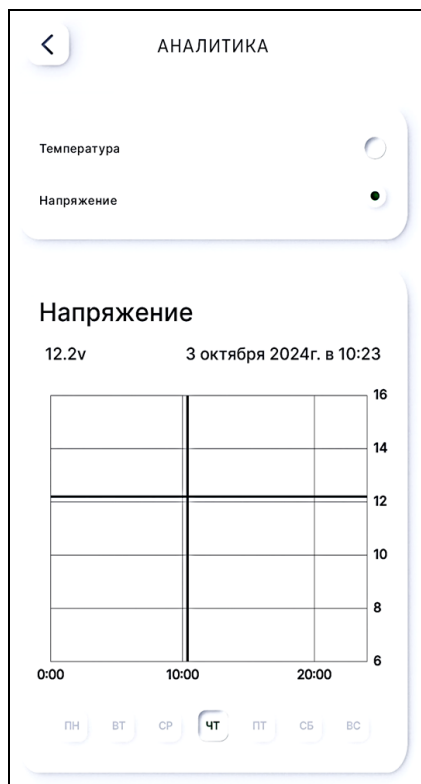 АНАЛИТИКА
Температура
Напряжение
Напряжение
12.2v 3 октября 2024г. в 10:23
16
14
12
10
8
6
0:00 10:00 20:00
ПН ВТ СР ЧТ ПТ СБ ВС